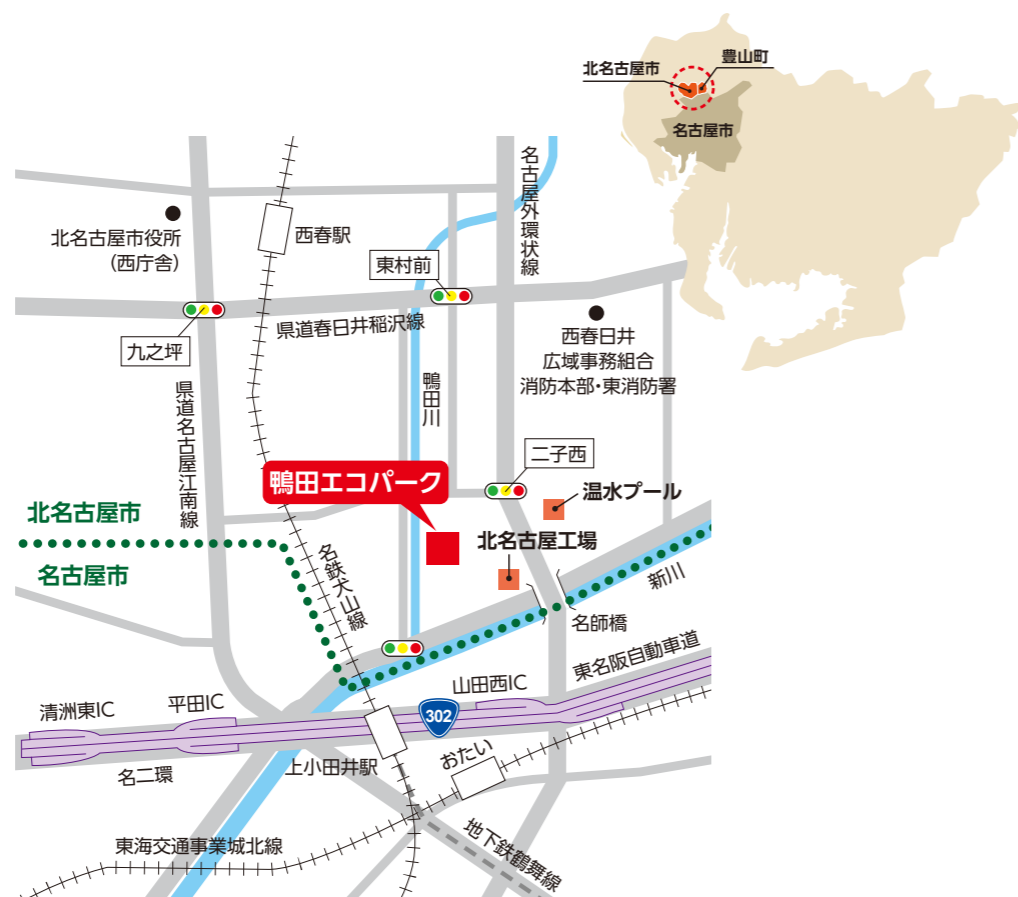 北名古屋市
豊山町
名古屋市
名古屋外環状線
北名古屋市役所
(西庁舎)
西春駅
東村前
県道春日井稲沢線
九之坪
西春日井
広域事務組合
消防本部・東消防署
鴨田川
県道名古屋江南線
二子西
鴨田エコパーク
温水プール
北名古屋市
北名古屋工場
名古屋市
名鉄犬山線
新川
名師橋
東名阪自動車道
山田西IC
平田IC
清洲東IC
302
おたい
名二環
上小田井駅
東海交通事業城北線
地下鉄鶴舞線